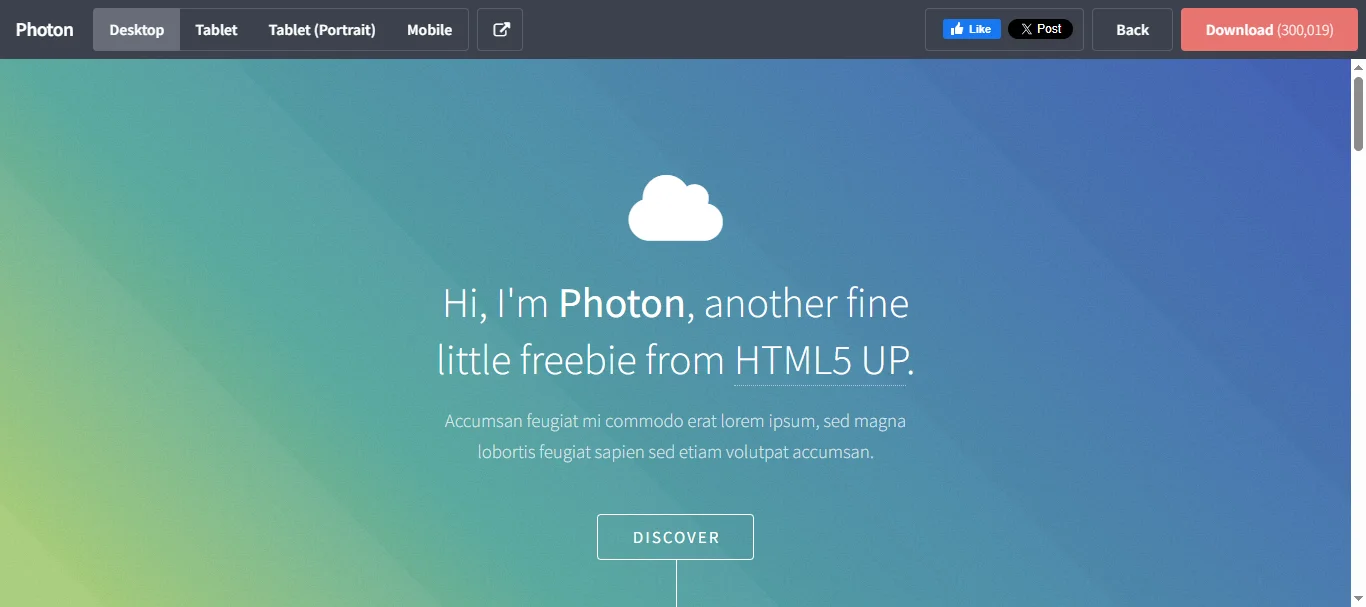 Photon Desktop Tablet Tablet (Portrait) Mobile Like Post Back Download (300,019)
Hi, I'm Photon, another fine
little freebie from HTML5 UP.
Accumsan feugiat mi commodo erat lorem ipsum, sed magna
lobortis feugiat sapien sed etiam volutpat accumsan.
DISCOVER